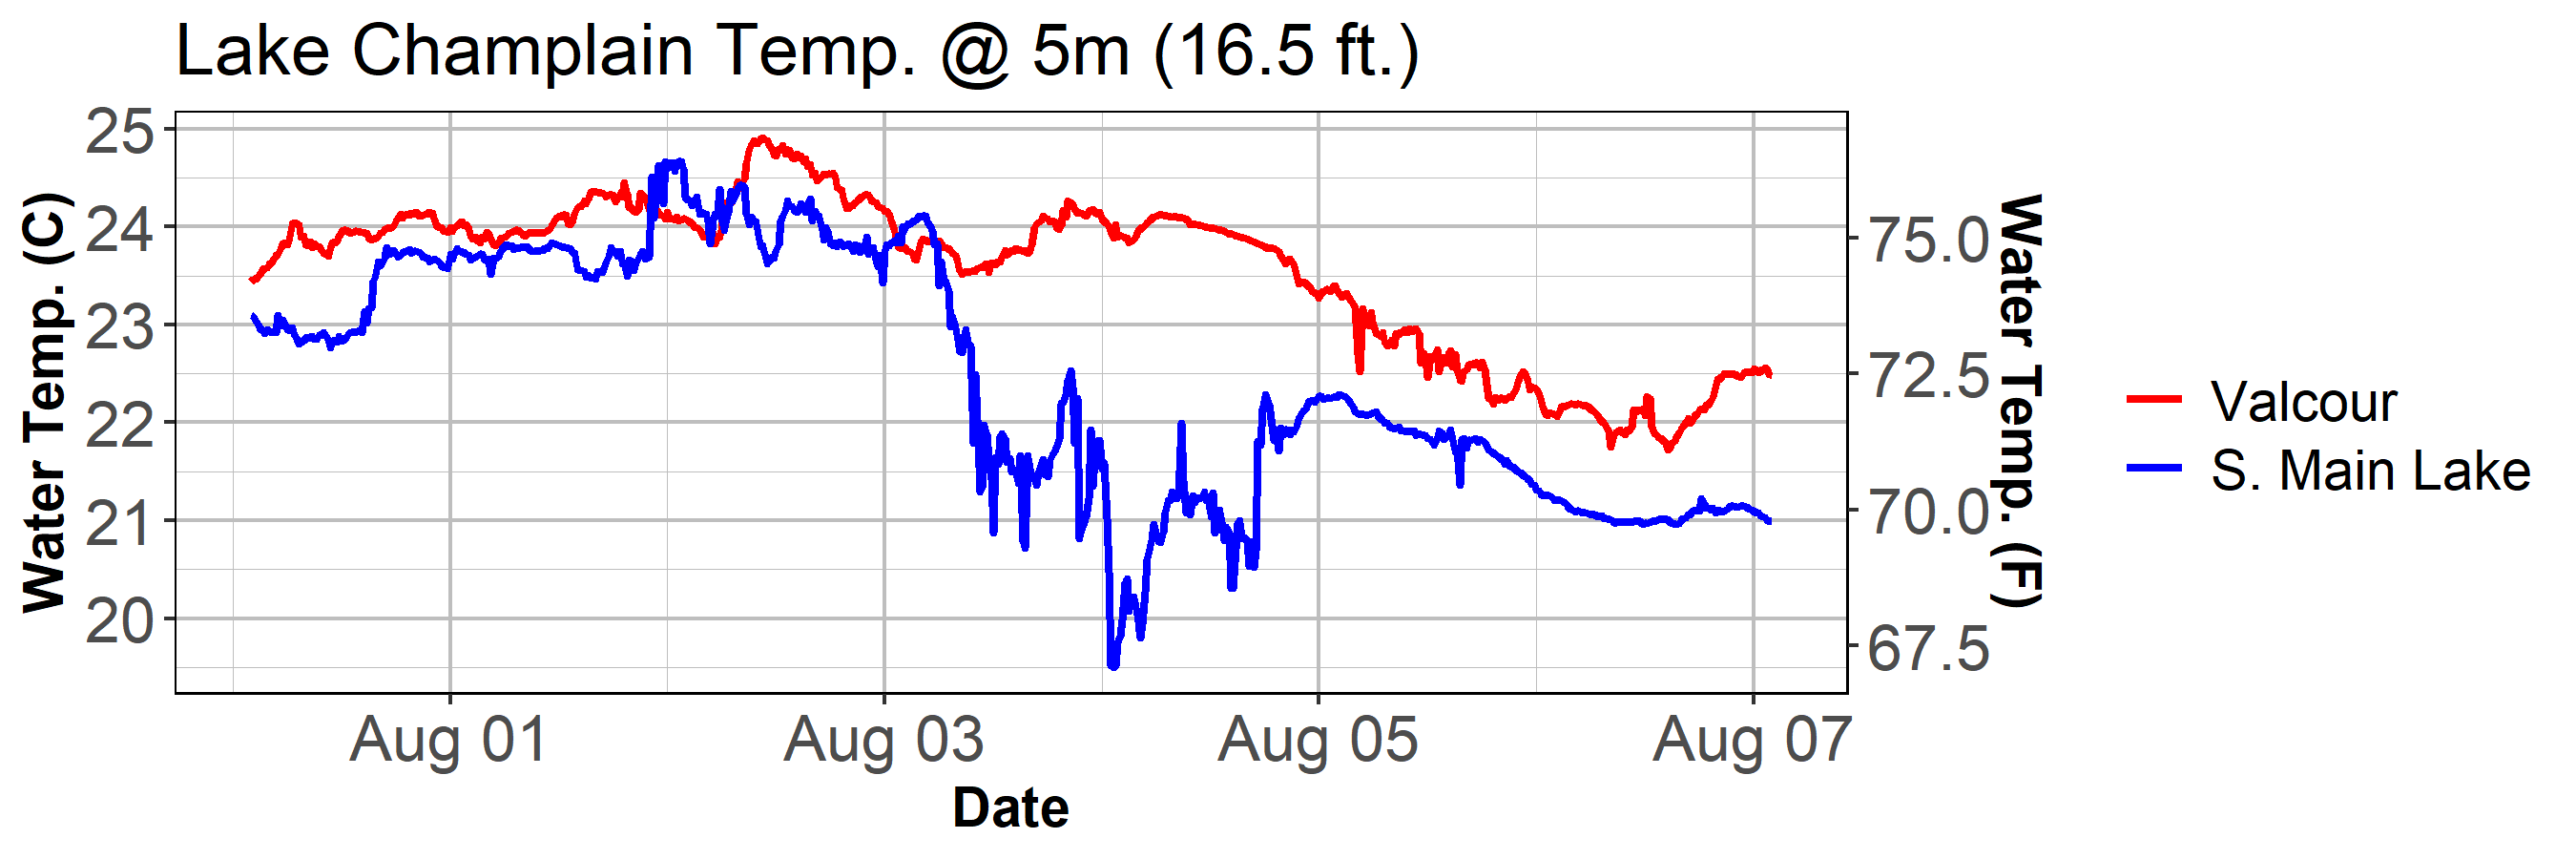 Lake Champlain Temp. @ 5m (16.5 ft.)
Water Temp. (C)
25
24
23
22
21
20
75.0
72.5
70.0
67.5
Water Temp. (F)
Aug 01
Aug 03
Aug 05
Aug 07
Date
Valcour
S. Main Lake